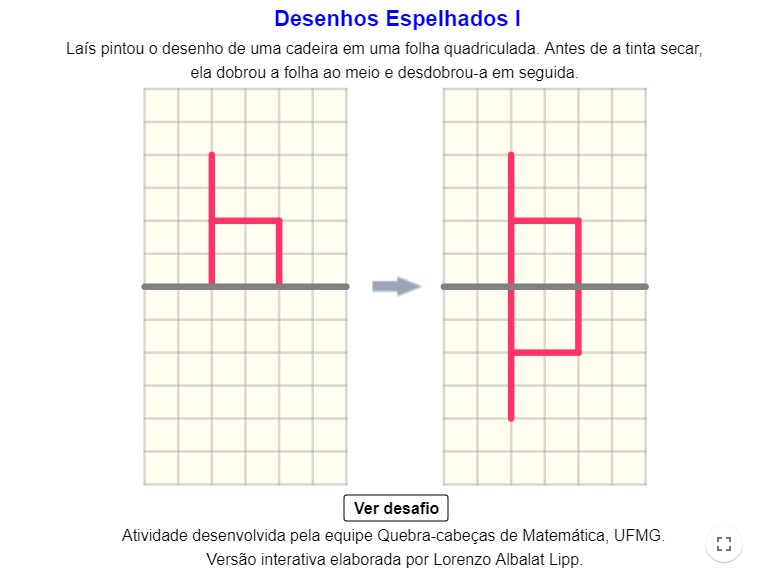 Desenhos Espelhados I
Laís pintou o desenho de uma cadeira em uma folha quadriculada. Antes de a tinta secar,
ela dobrou a folha ao meio e desdobrou-a em seguida.
Ver desafio
Atividade desenvolvida pela equipe Quebra-cabeças de Matemática, UFMG.
Versão interativa elaborada por Lorenzo Albalat Lipp.